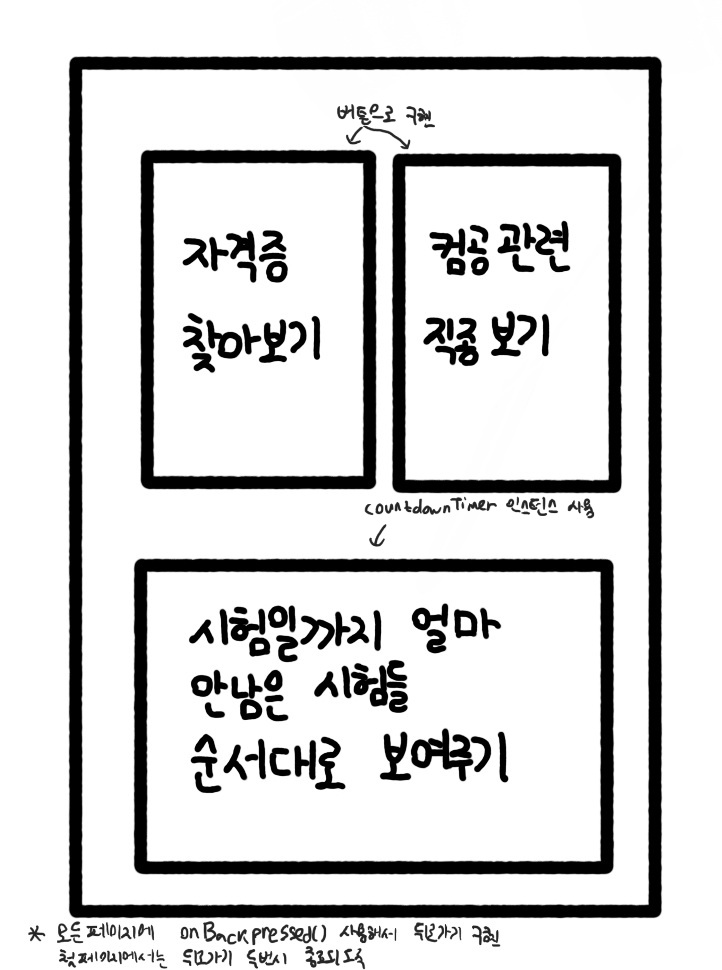 버튼으로 구현
자격증
찾아보기
컴공 관련
직종 보기
countdownTimer 인스턴스 사용
시험일까지 얼마
안남은 시험들
순서대로 보여주기
* 모든 페이지에 onBackpressed() 사용해서 뒤로가기 구현
첫 페이지에서는 뒤로가기 두번시 종료되도록